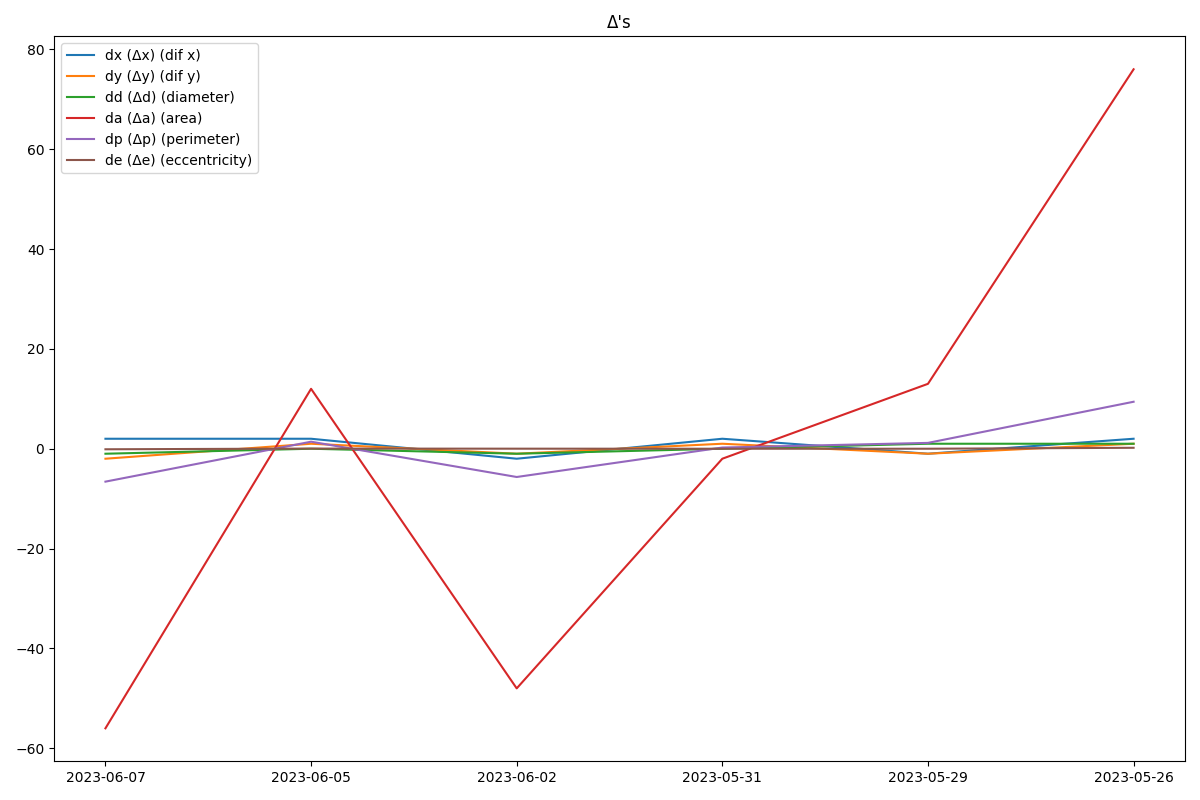 Δ's
dx (Δx) (dif x)
dy (Δy) (dif y)
dd (Δd) (diameter)
da (Δa) (area)
dp (Δp) (perimeter)
de (Δe) (eccentricity)
80
60
40
20
0
−20
−40
−60
2023-06-07 2023-06-05 2023-06-02 2023-05-31 2023-05-29 2023-05-26